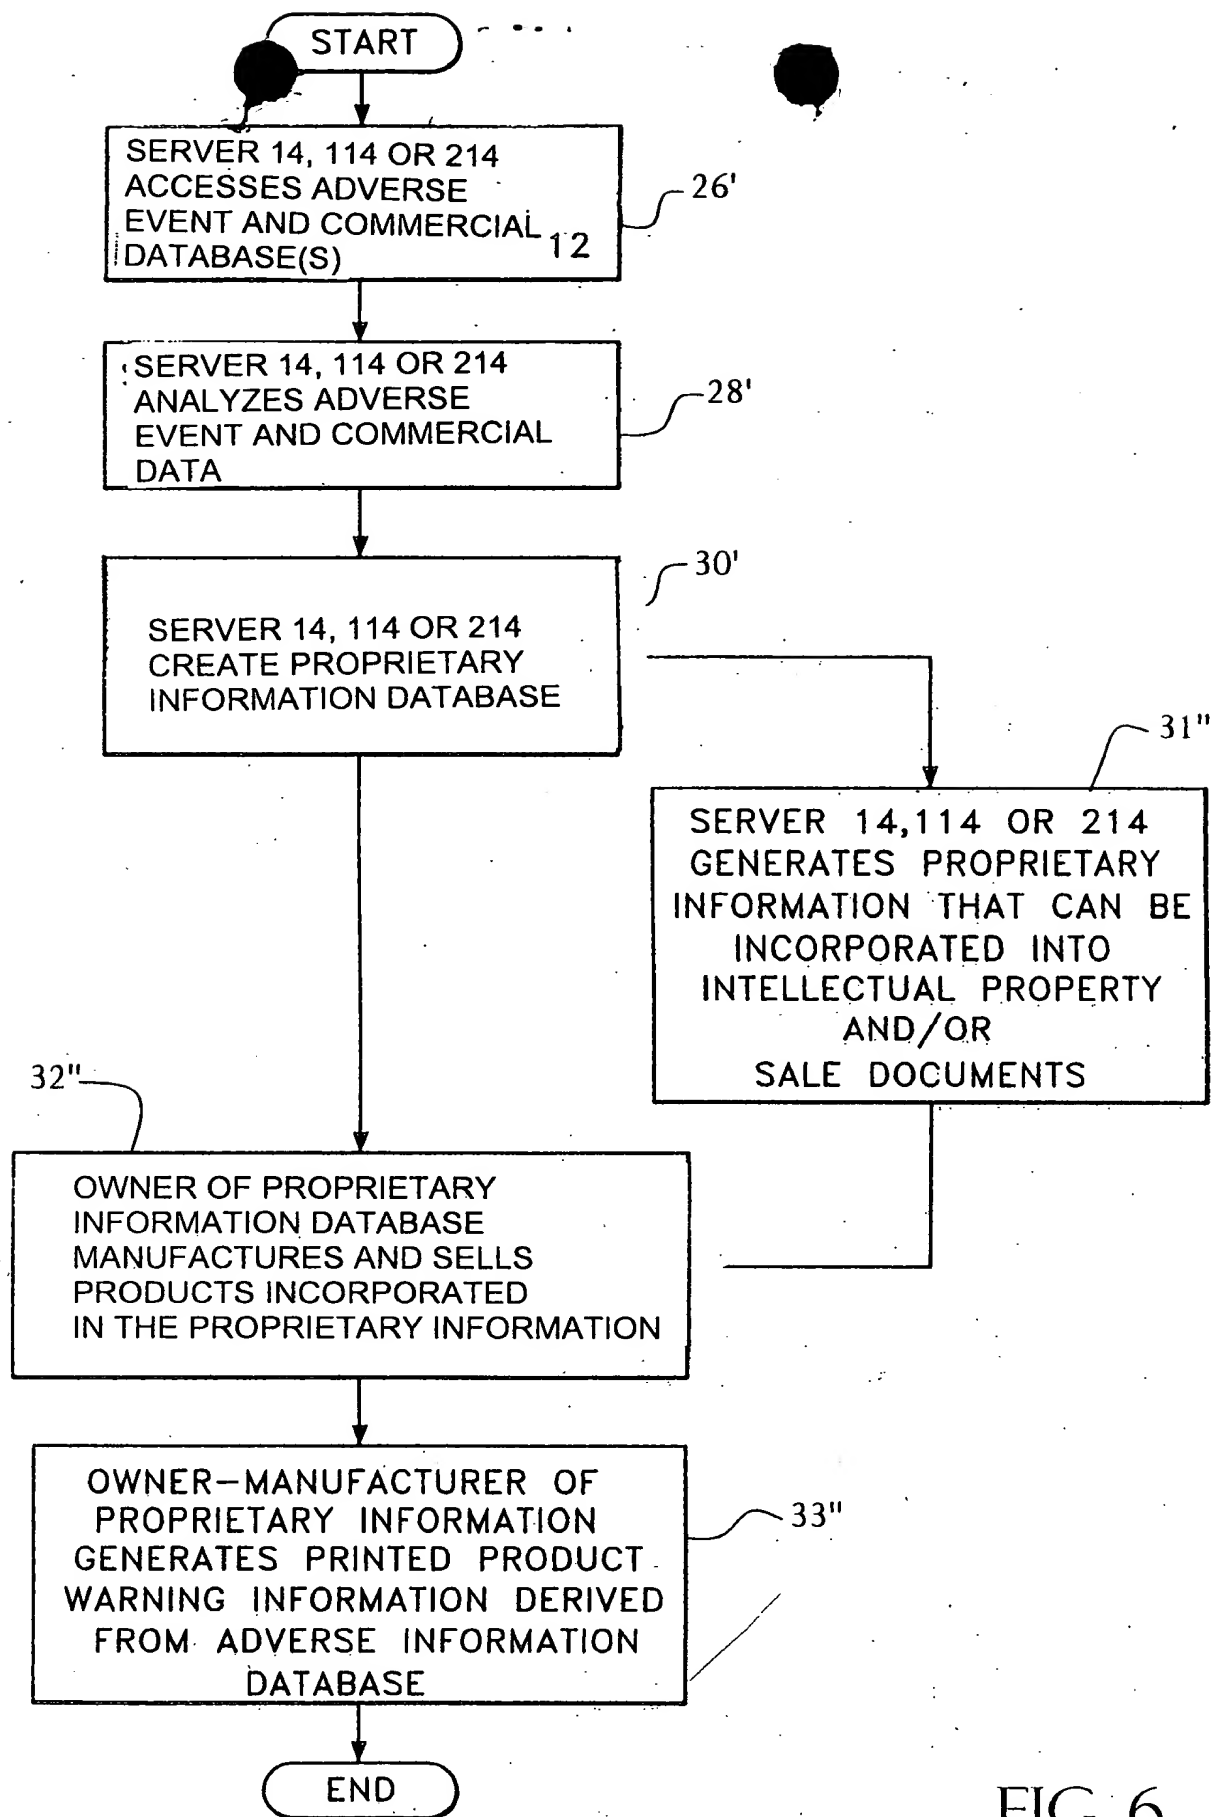 START
SERVER 14, 114 OR 214
ACCESSES ADVERSE
EVENT AND COMMERCIAL
DATABASE(S) 12
26'
SERVER 14, 114 OR 214
ANALYZES ADVERSE
EVENT AND COMMERCIAL
DATA
28'
30'
SERVER 14, 114 OR 214
CREATE PROPRIETARY
INFORMATION DATABASE
31"
SERVER 14,114 OR 214
GENERATES PROPRIETARY
INFORMATION THAT CAN BE
INCORPORATED INTO
INTELLECTUAL PROPERTY
AND/OR
SALE DOCUMENTS
32"
OWNER OF PROPRIETARY
INFORMATION DATABASE
MANUFACTURES AND SELLS
PRODUCTS INCORPORATED
IN THE PROPRIETARY INFORMATION
OWNER-MANUFACTURER OF
PROPRIETARY INFORMATION
GENERATES PRINTED PRODUCT
WARNING INFORMATION DERIVED
FROM ADVERSE INFORMATION
DATABASE
33"
END
FIG. 6